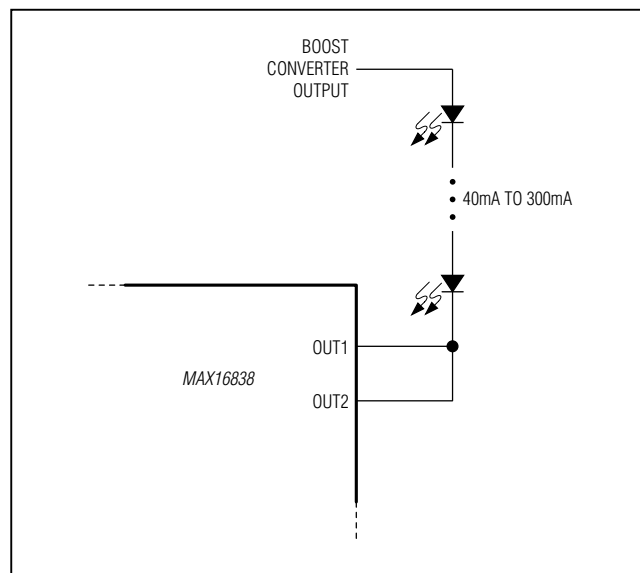 BOOST
CONVERTER
OUTPUT
40mA TO 300mA
OUT1
MAX16838
OUT2